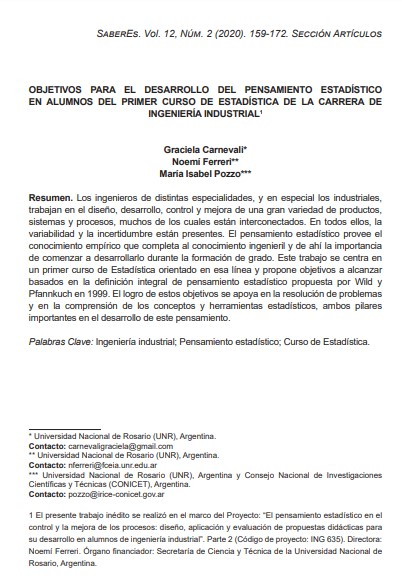 SaberEs. Vol. 12, Núm. 2 (2020). 159-172. Sección Artículos
OBJETIVOS PARA EL DESARROLLO DEL PENSAMIENTO ESTADÍSTICO
EN ALUMNOS DEL PRIMER CURSO DE ESTADÍSTICA DE LA CARRERA DE
INGENIERÍA INDUSTRIAL¹
Graciela Carnevali*
Noemí Ferreri**
María Isabel Pozzo***
Resumen. Los ingenieros de distintas especialidades, y en especial los industriales,
trabajan en el diseño, desarrollo, control y mejora de una gran variedad de productos,
sistemas y procesos, muchos de los cuales están interconectados. En todos ellos, la
variabilidad y la incertidumbre están presentes. El pensamiento estadístico provee el
conocimiento empírico que completa al conocimiento ingenieril y de ahí la importancia
de comenzar a desarrollarlo durante la formación de grado. Este trabajo se centra en
un primer curso de Estadística orientado en esa línea y propone objetivos a alcanzar
basados en la definición integral de pensamiento estadístico propuesta por Wild y
Pfannkuch en 1999. El logro de estos objetivos se apoya en la resolución de problemas
y en la comprensión de los conceptos y herramientas estadísticos, ambos pilares
importantes en el desarrollo de este pensamiento.
Palabras Clave: Ingeniería industrial; Pensamiento estadístico; Curso de Estadística.
* Universidad Nacional de Rosario (UNR), Argentina.
Contacto: carnevaligraciela@gmail.com
** Universidad Nacional de Rosario (UNR), Argentina.
Contacto: nferreri@fceia.unr.edu.ar
*** Universidad Nacional de Rosario (UNR), Argentina y Consejo Nacional de Investigaciones
Científicas y Técnicas (CONICET), Argentina.
Contacto: pozzo@irice-conicet.gov.ar
1 El presente trabajo inédito se realizó en el marco del Proyecto: “El pensamiento estadístico en el
control y la mejora de los procesos: diseño, aplicación y evaluación de propuestas didácticas para
su desarrollo en alumnos de ingeniería industrial”. Parte 2 (Código de proyecto: ING 635). Directora:
Noemí Ferreri. Órgano financiador: Secretaría de Ciencia y Técnica de la Universidad Nacional de
Rosario, Argentina.